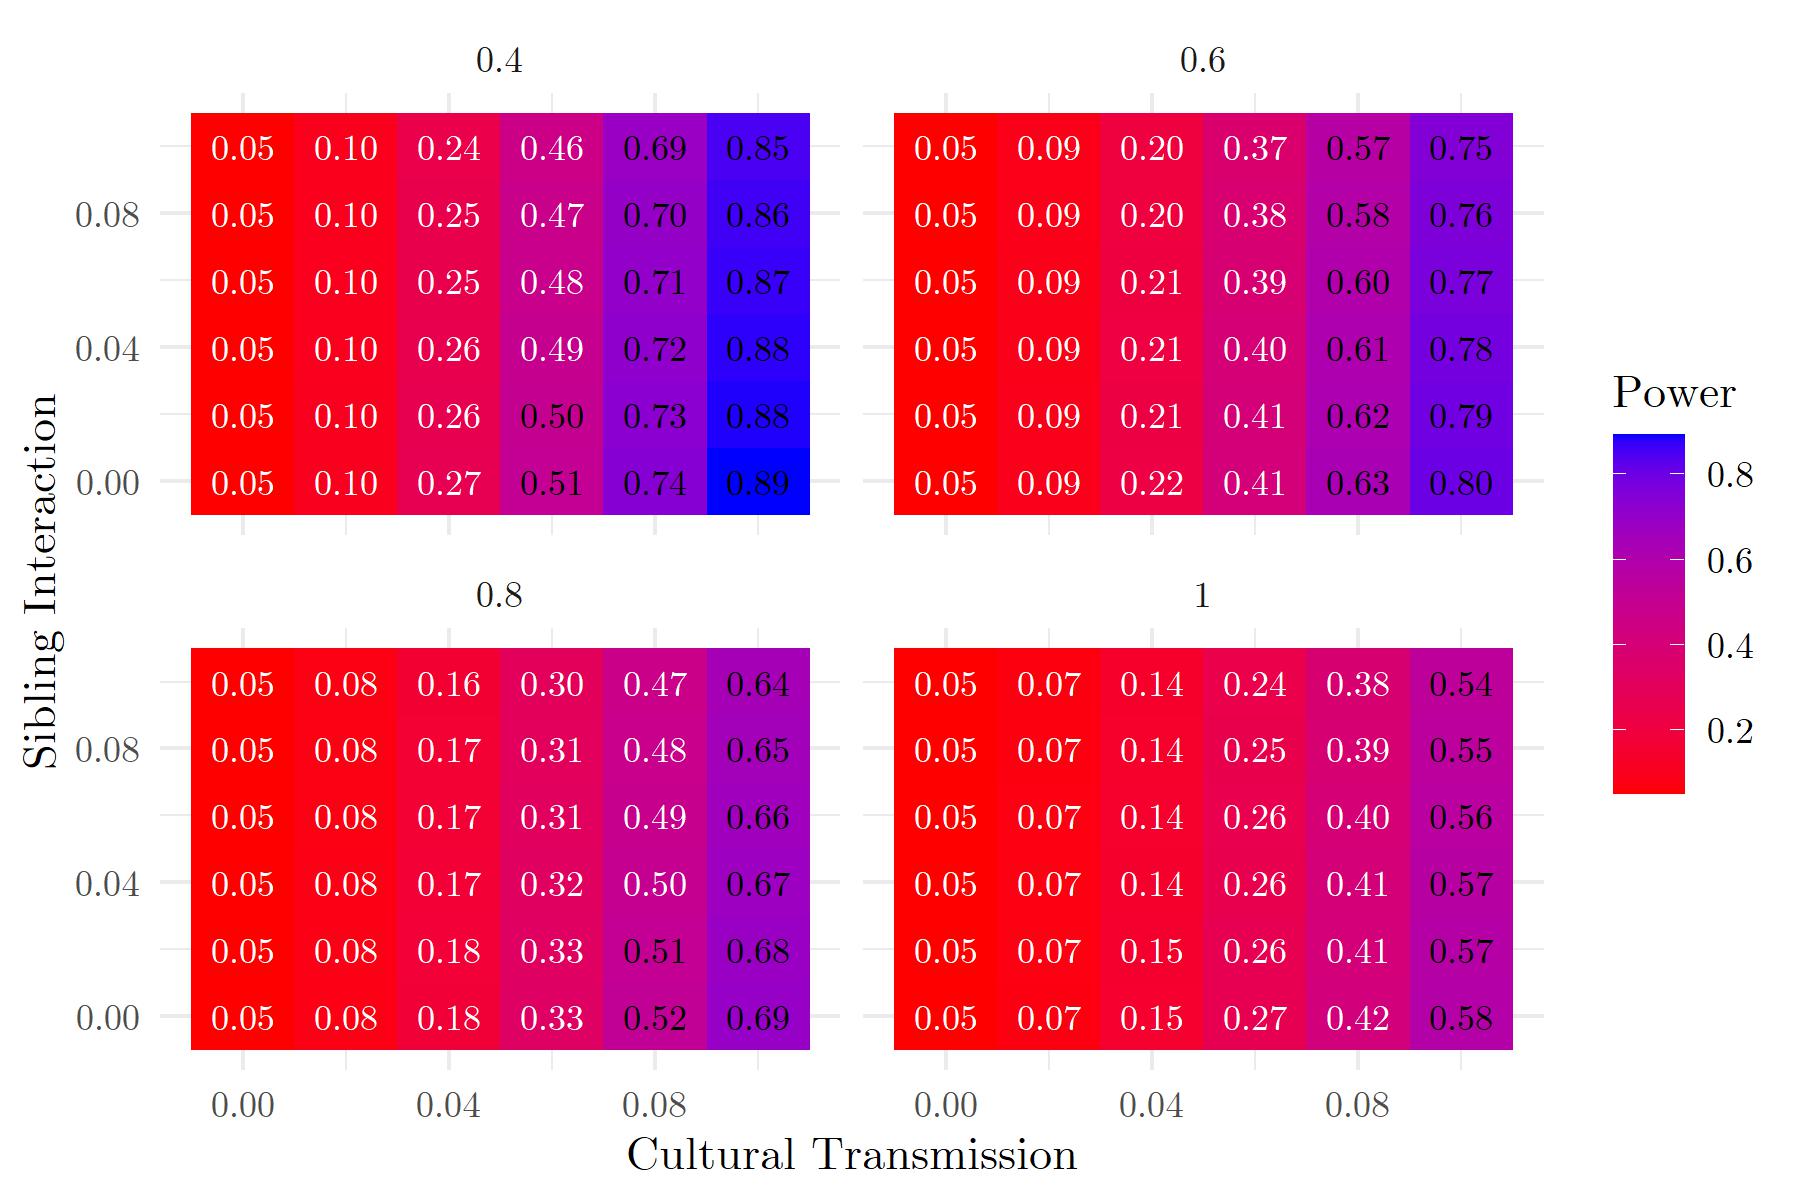 0.4 0.6
0.05 0.10 0.24 0.46 0.69 0.85 0.05 0.09 0.20 0.37 0.57 0.75
0.08 0.05 0.10 0.25 0.47 0.70 0.86 0.05 0.09 0.20 0.38 0.58 0.76
0.05 0.10 0.25 0.48 0.71 0.87 0.05 0.09 0.21 0.39 0.60 0.77
0.04 0.05 0.10 0.26 0.49 0.72 0.88 0.05 0.09 0.21 0.40 0.61 0.78
0.05 0.10 0.26 0.50 0.73 0.88 0.05 0.09 0.21 0.41 0.62 0.79
0.00 0.05 0.10 0.27 0.51 0.74 0.89 0.05 0.09 0.22 0.41 0.63 0.80
0.8 1
0.05 0.08 0.16 0.30 0.47 0.64 0.05 0.07 0.14 0.24 0.38 0.54
0.08 0.05 0.08 0.17 0.31 0.48 0.65 0.05 0.07 0.14 0.25 0.39 0.55
0.05 0.08 0.17 0.31 0.49 0.66 0.05 0.07 0.14 0.26 0.40 0.56
0.04 0.05 0.08 0.17 0.32 0.50 0.67 0.05 0.07 0.14 0.26 0.41 0.57
0.05 0.08 0.18 0.33 0.51 0.68 0.05 0.07 0.15 0.26 0.41 0.57
0.00 0.05 0.08 0.18 0.33 0.52 0.69 0.05 0.07 0.15 0.27 0.42 0.58
0.00 0.04 0.08 0.00 0.04 0.08
Cultural Transmission
Sibling Interaction
Power
0.8
0.6
0.4
0.2